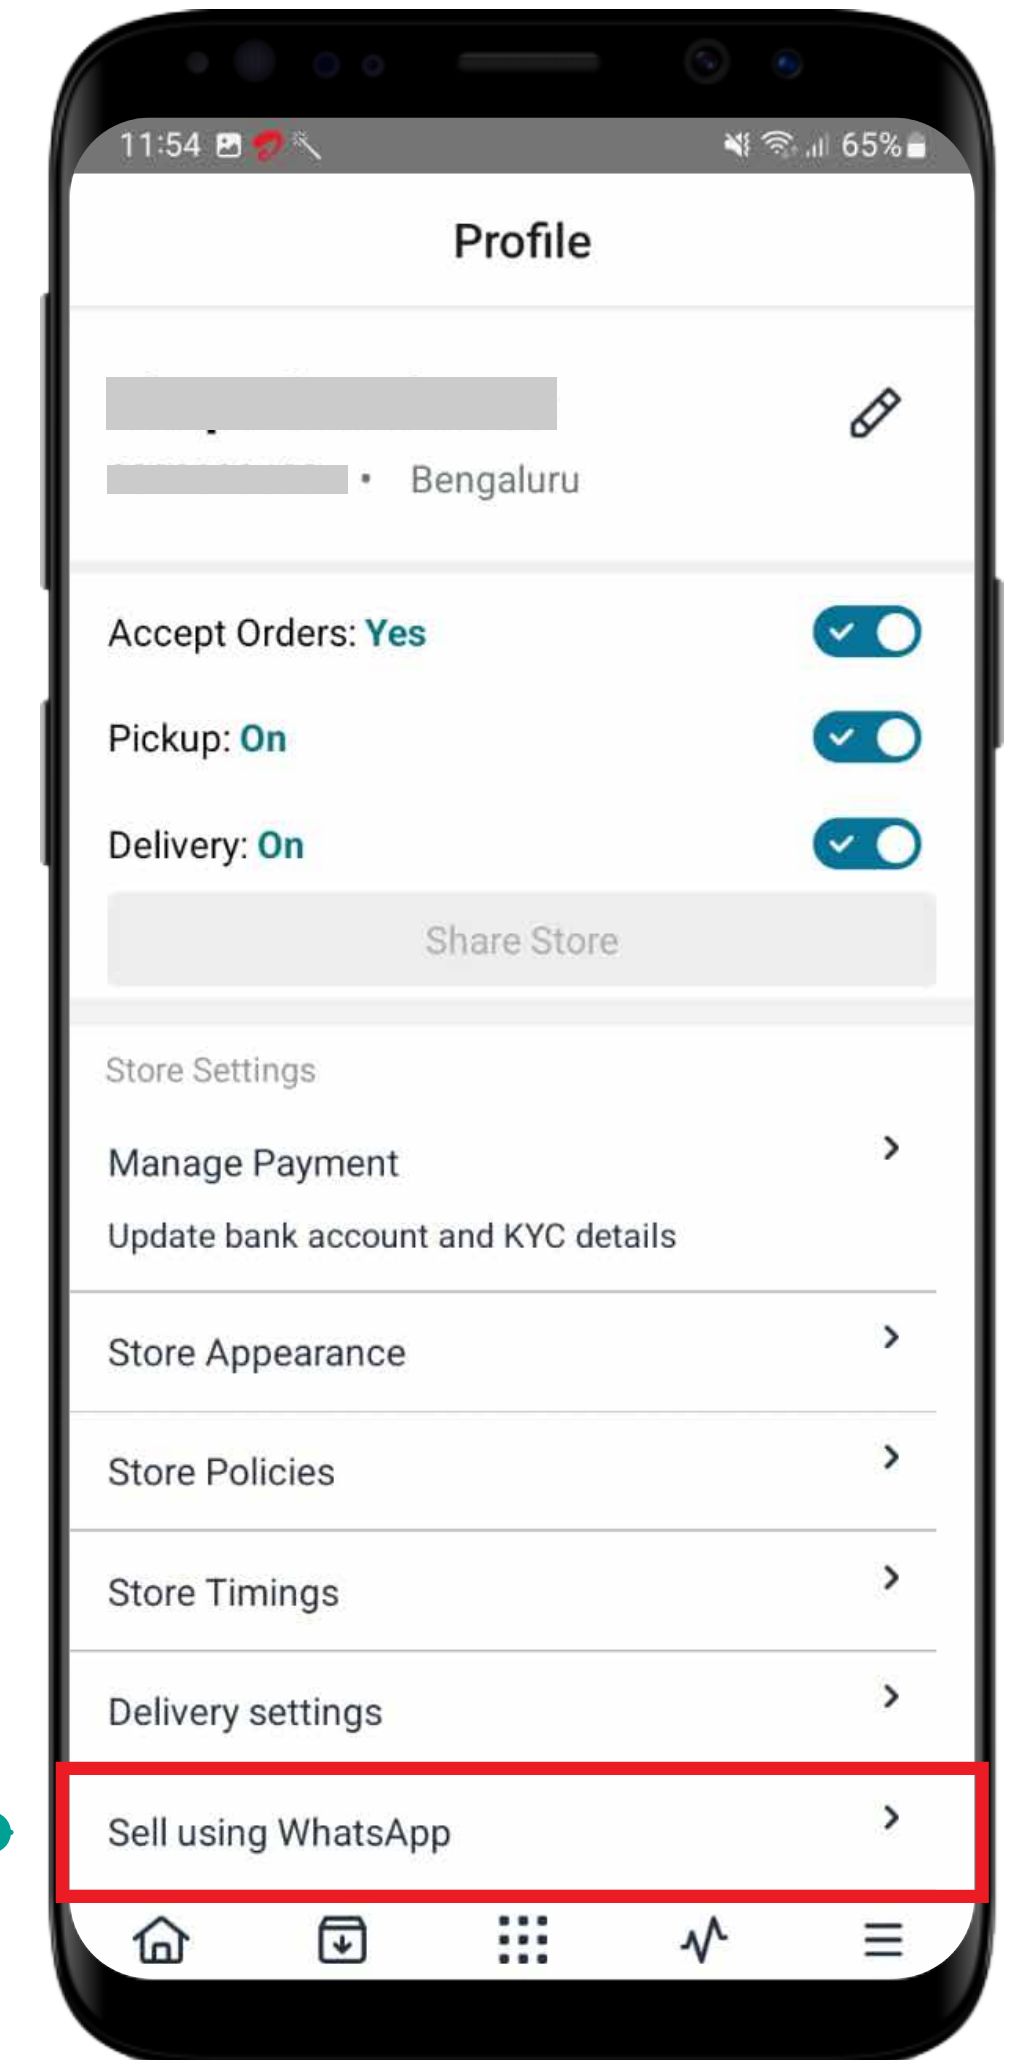 11:54 65%
Profile
Bengaluru
Accept Orders: Yes
Pickup: On
Delivery: On
Share Store
Store Settings
Manage Payment
Update bank account and KYC details
Store Appearance
Store Policies
Store Timings
Delivery settings
Sell using WhatsApp